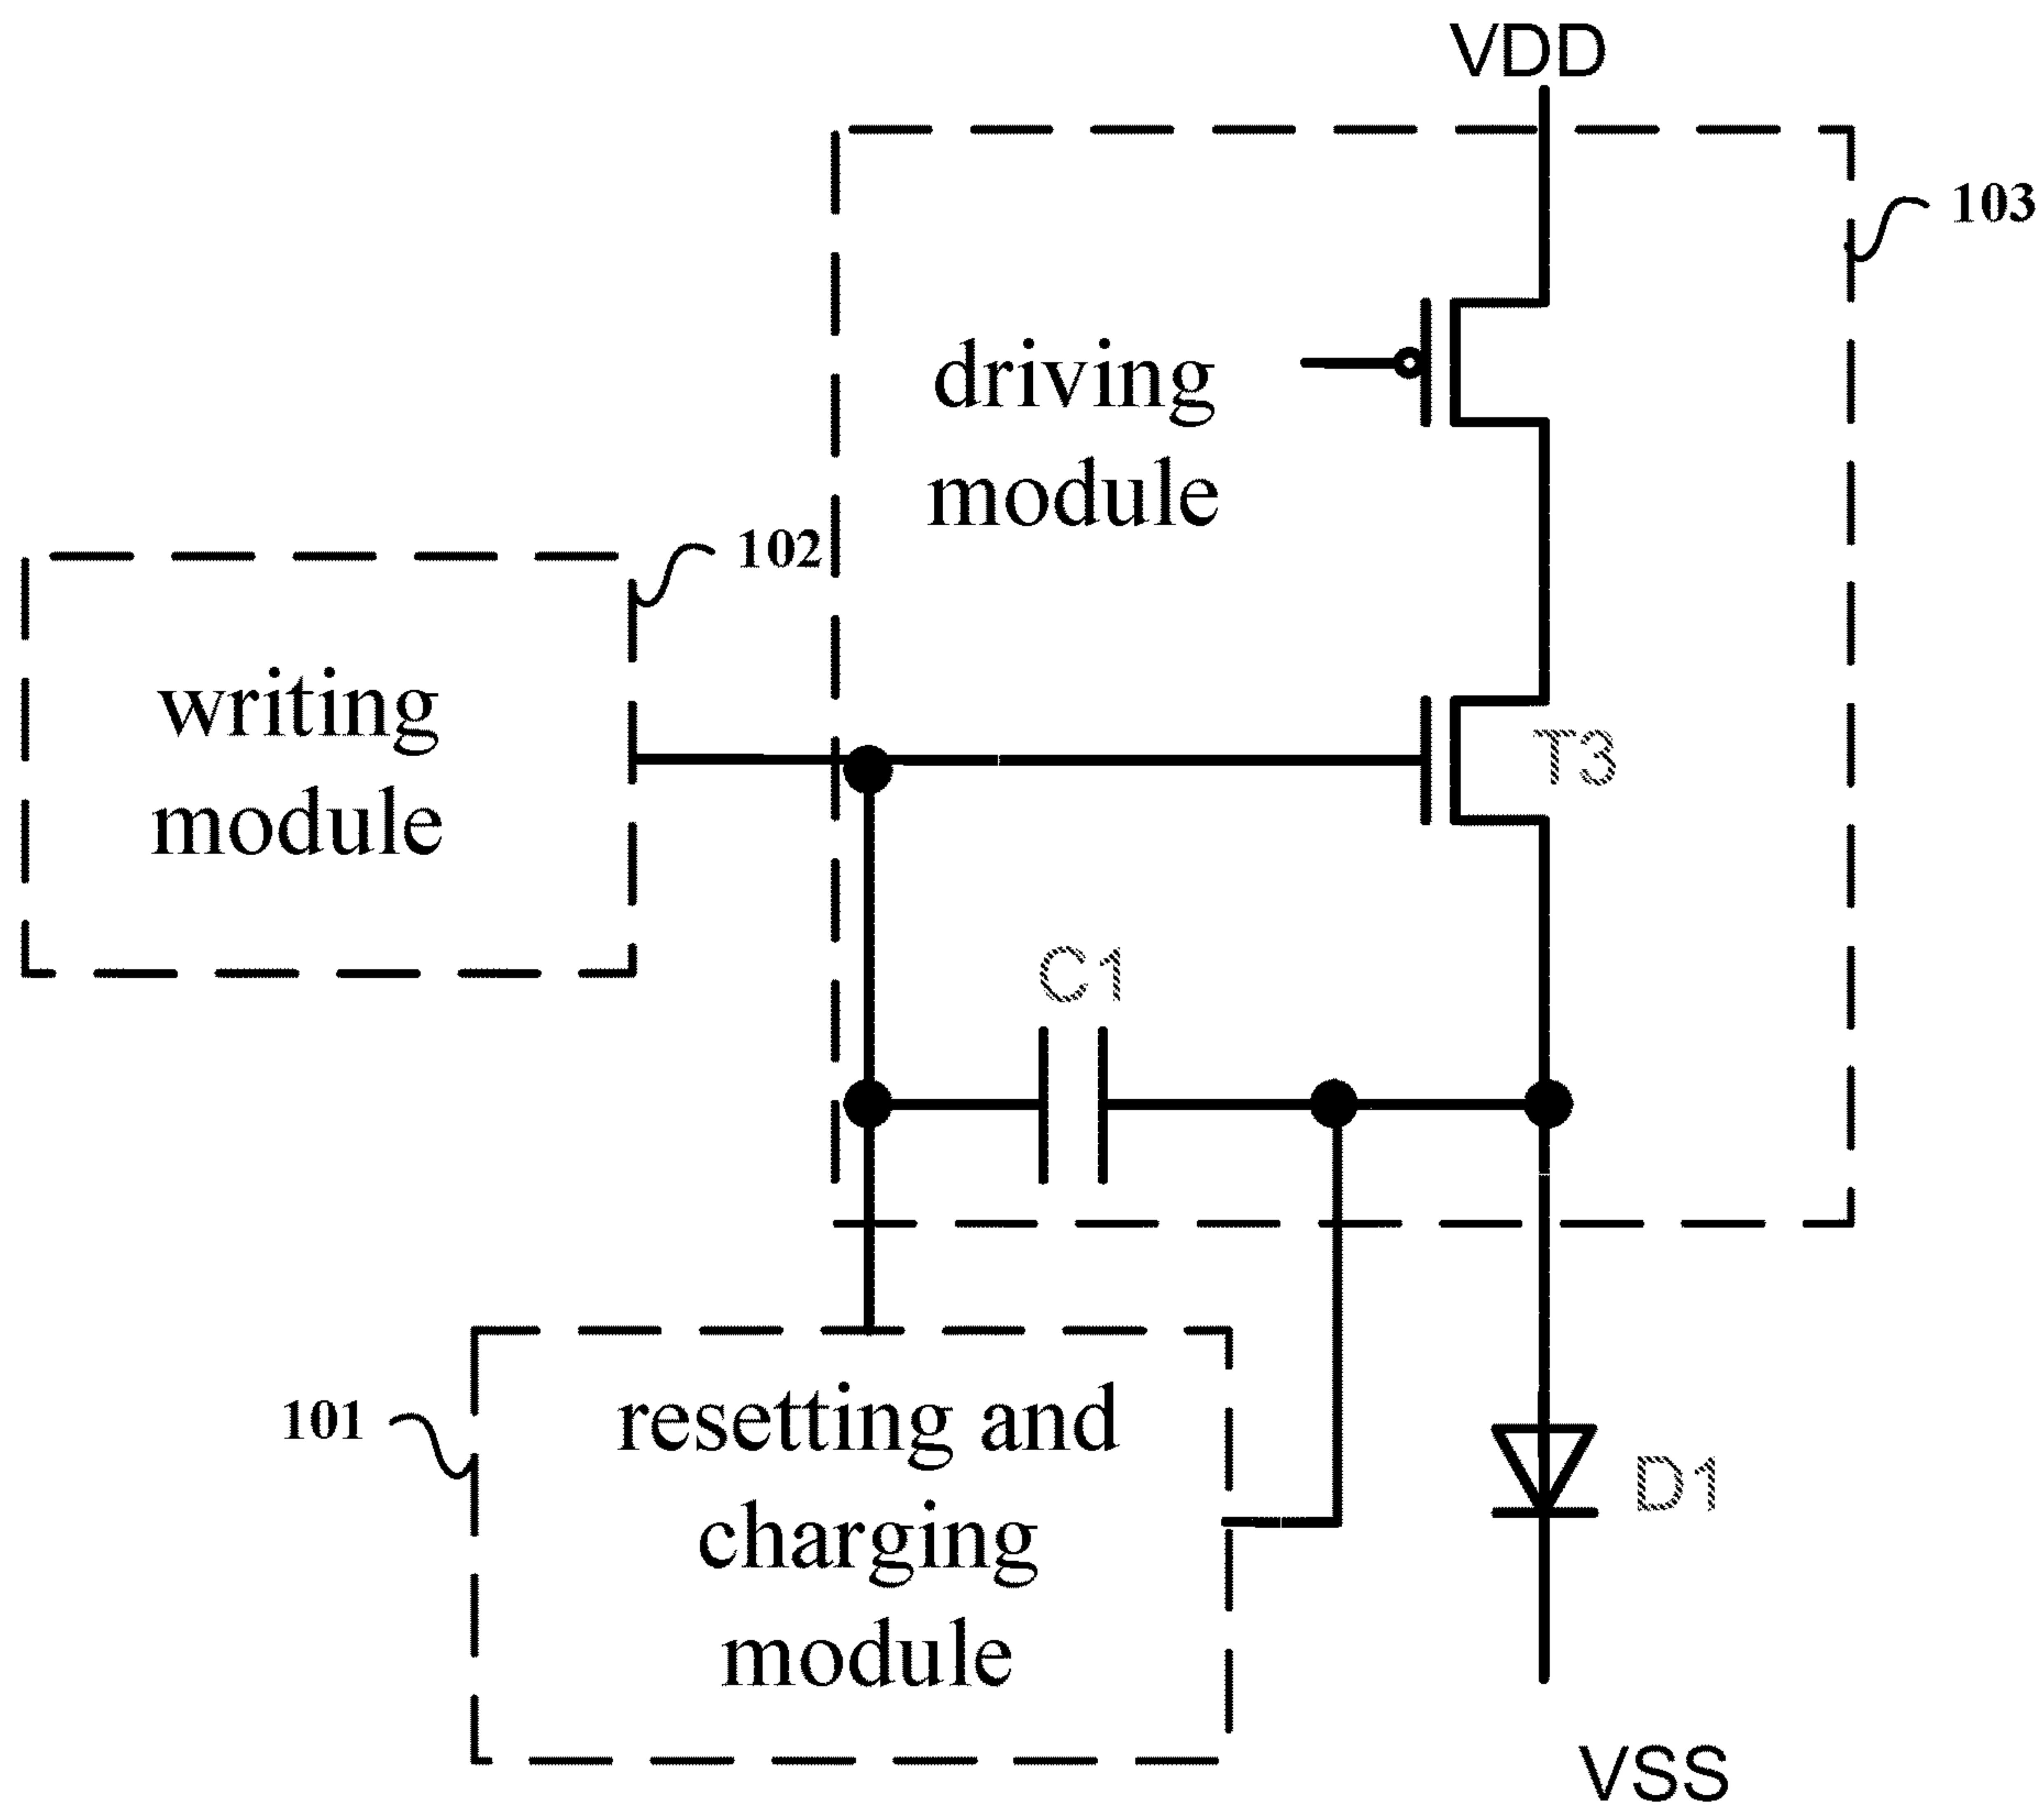 VDD
103
driving
module
102
writing
module
T3
C1
101
resetting and
charging
module
D1
VSS